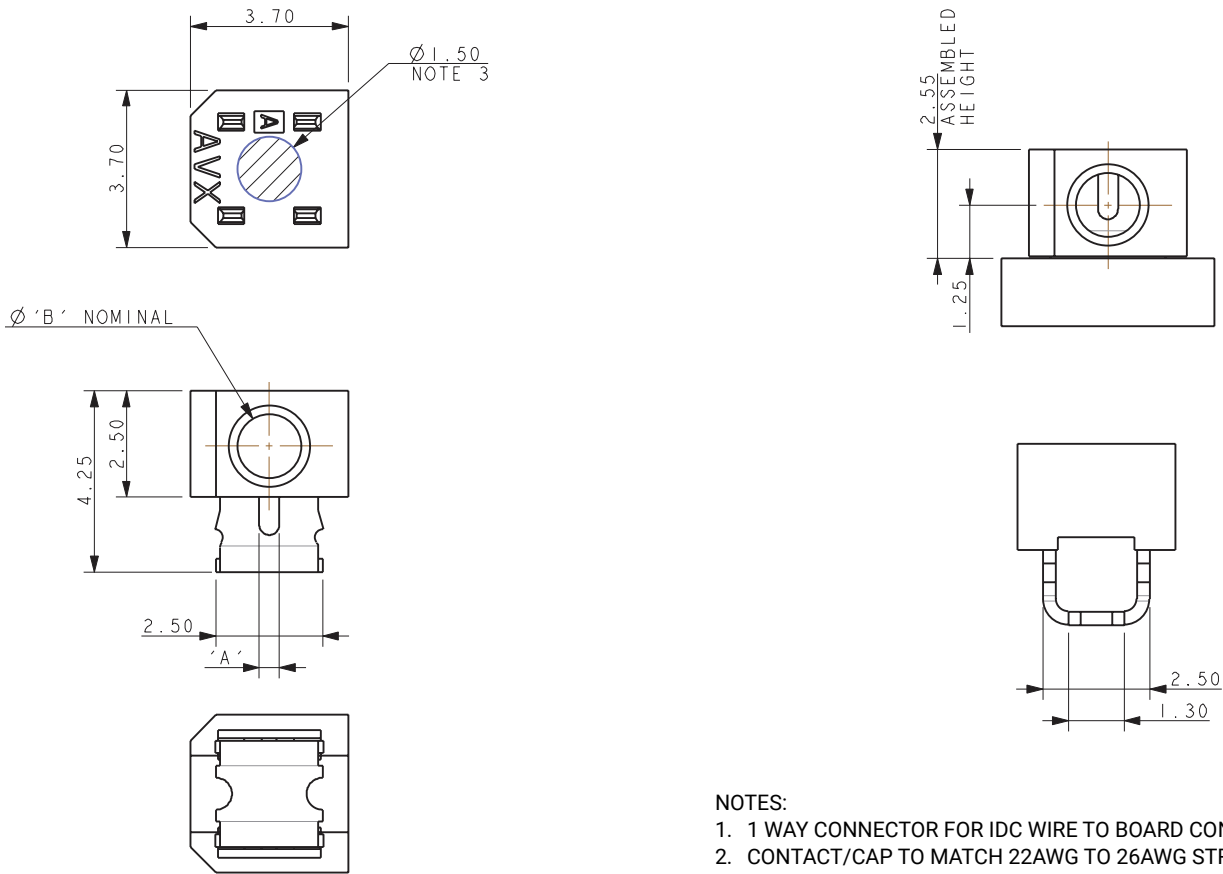 3.70
Ø1.50
NOTE 3
3.70
A
AVX
2.55
ASSEMBLED
HEIGHT
1.25
Ø 'B' NOMINAL
4.25
2.50
2.50
'A'
2.50
1.30
NOTES:
1. 1 WAY CONNECTOR FOR IDC WIRE TO BOARD
2. CONTACT/CAP TO MATCH 22AWG TO 26AWG